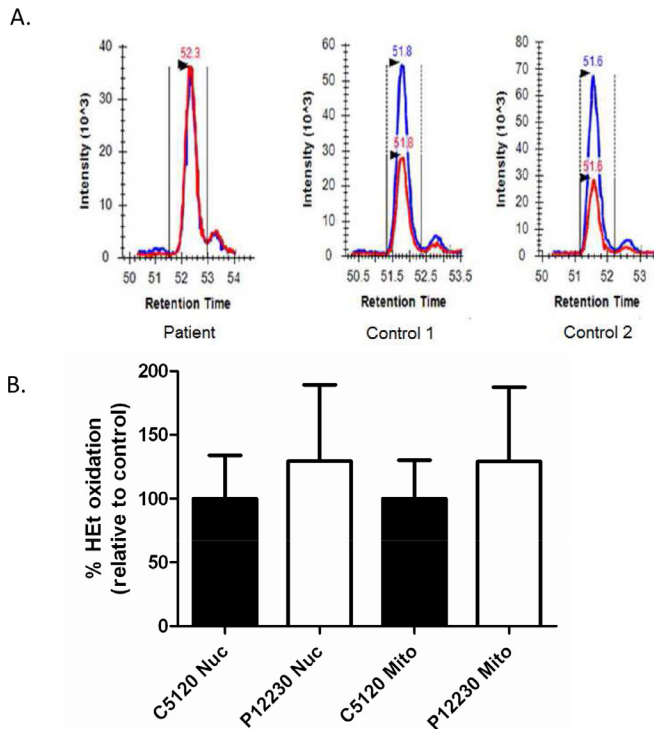 A.
52.3
40
30
20
10
0
Intensity (10^3)
50 51 52 53 54
Retention Time
Patient
51.8
51.8
60
50
40
30
20
10
0
Intensity (10^3)
50.5 51.5 52.5 53.5
Retention Time
Control 1
51.6
51.6
80
70
60
50
40
30
20
10
0
Intensity (10^3)
50 51 52 53
Retention Time
Control 2
B.
200
150
100
50
0
% HEt oxidation
(relative to control)
C5120 Nuc
P12230 Nuc
C5120 Mito
P12230 Mito